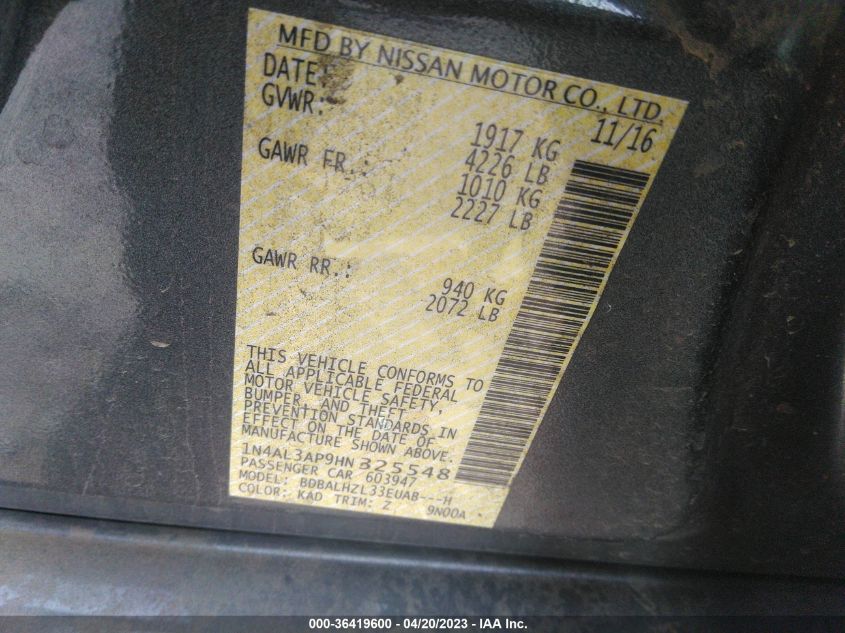 MFD BY NISSAN MOTOR CO., LTD.
DATE: 11/16
GVWR: 1917 KG
4226 LB
GAWR FR.: 1010 KG
2227 LB
GAWR RR.: 940 KG
2072 LB
THIS VEHICLE CONFORMS TO
ALL APPLICABLE FEDERAL
MOTOR VEHICLE SAFETY,
BUMPER, AND THEFT
PREVENTION STANDARDS IN
EFFECT ON THE DATE OF
MANUFACTURE SHOWN ABOVE.
1N4AL3AP9HN325548
PASSENGER CAR 603947
MODEL: BDBALHZL33EUAB---H
COLOR: KAD TRIM: Z 9N00A
000-36419600 - 04/20/2023 - IAA Inc.